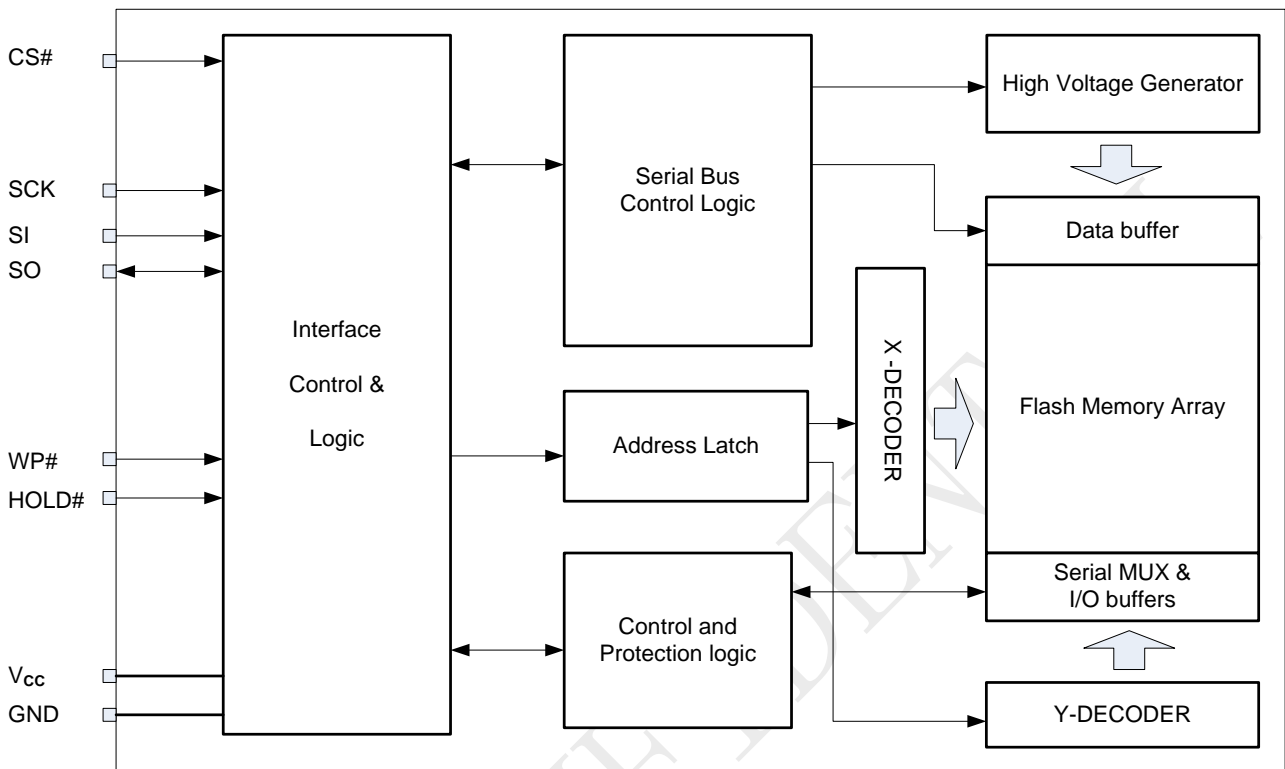 CS#
SCK
SI
SO
WP#
HOLD#
Vcc
GND
Interface
Control &
Logic
Serial Bus
Control Logic
Address Latch
Control and
Protection logic
X-DECODER
High Voltage Generator
Data buffer
Flash Memory Array
Serial MUX &
I/O buffers
Y-DECODER